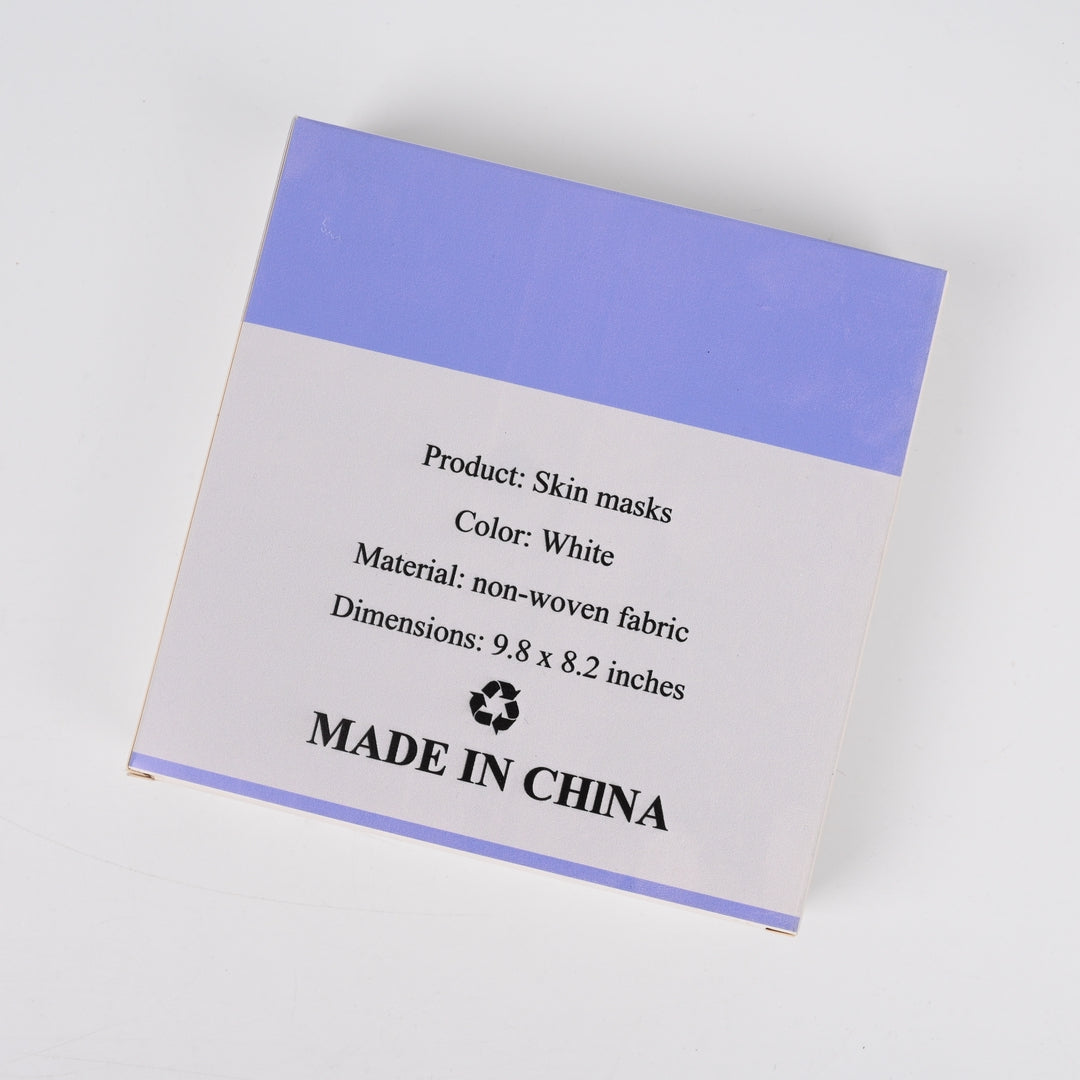 Product: Skin masks
Color: White
Material: non-woven fabric
Dimensions: 9.8 x 8.2 inches
MADE IN CHINA